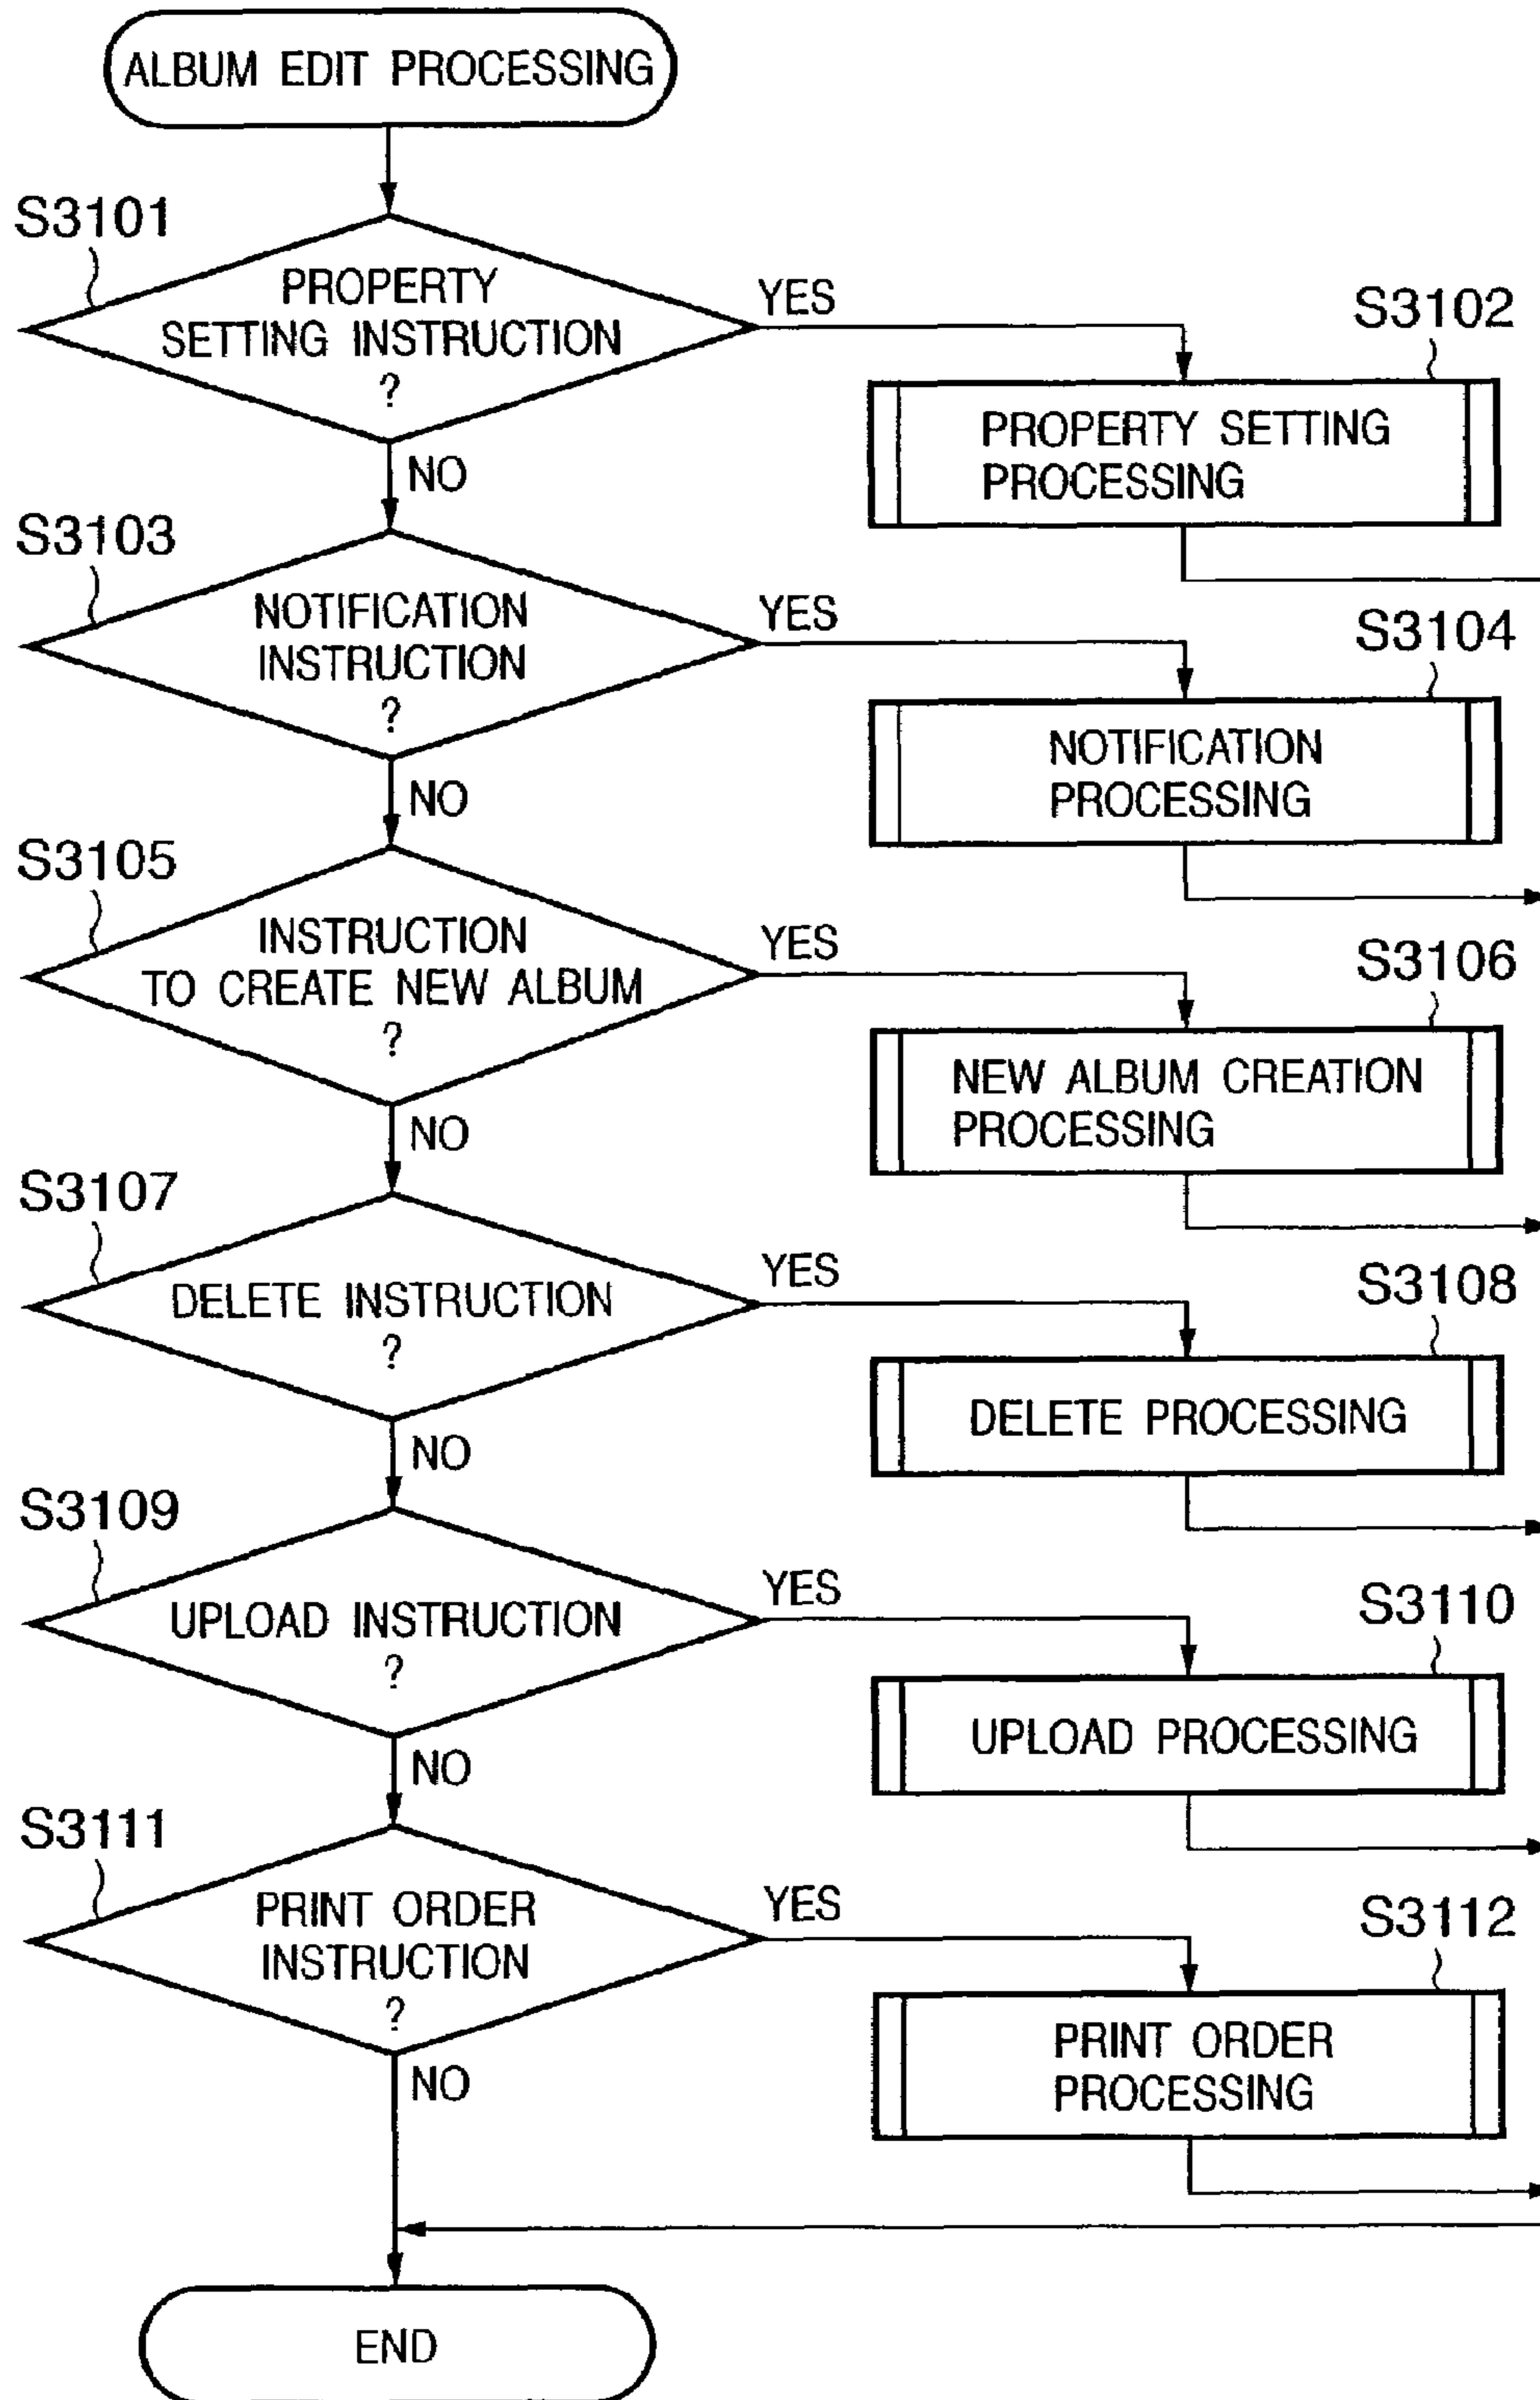 ALBUM EDIT PROCESSING
S3101
PROPERTY
SETTING INSTRUCTION
?
YES
NO
S3102
PROPERTY SETTING
PROCESSING
S3103
NOTIFICATION
INSTRUCTION
?
YES
NO
S3104
NOTIFICATION
PROCESSING
S3105
INSTRUCTION
TO CREATE NEW ALBUM
?
YES
NO
S3106
NEW ALBUM CREATION
PROCESSING
S3107
DELETE INSTRUCTION
?
YES
NO
S3108
DELETE PROCESSING
S3109
UPLOAD INSTRUCTION
?
YES
NO
S3110
UPLOAD PROCESSING
S3111
PRINT ORDER
INSTRUCTION
?
YES
NO
S3112
PRINT ORDER
PROCESSING
END